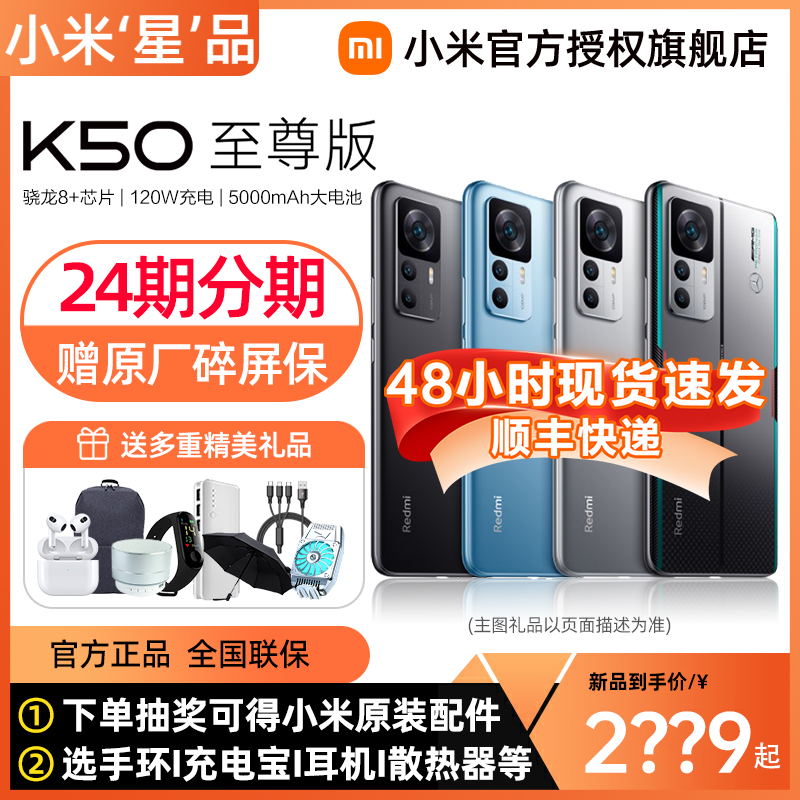 小米‘星’品
小米官方授权旗舰店
K50 至尊版
骁龙8+芯片 | 120W充电 | 5000mAh大电池
24期分期
赠原厂碎屏保
48小时现货速发
顺丰快递
送多重精美礼品
Redmi
Redmi
Redmi
Redmi
(主图礼品以页面描述为准)
官方正品 全国联保
新品到手价/¥
① 下单抽奖可得小米原装配件
② 选手环I充电宝I耳机I散热器等
2??9起